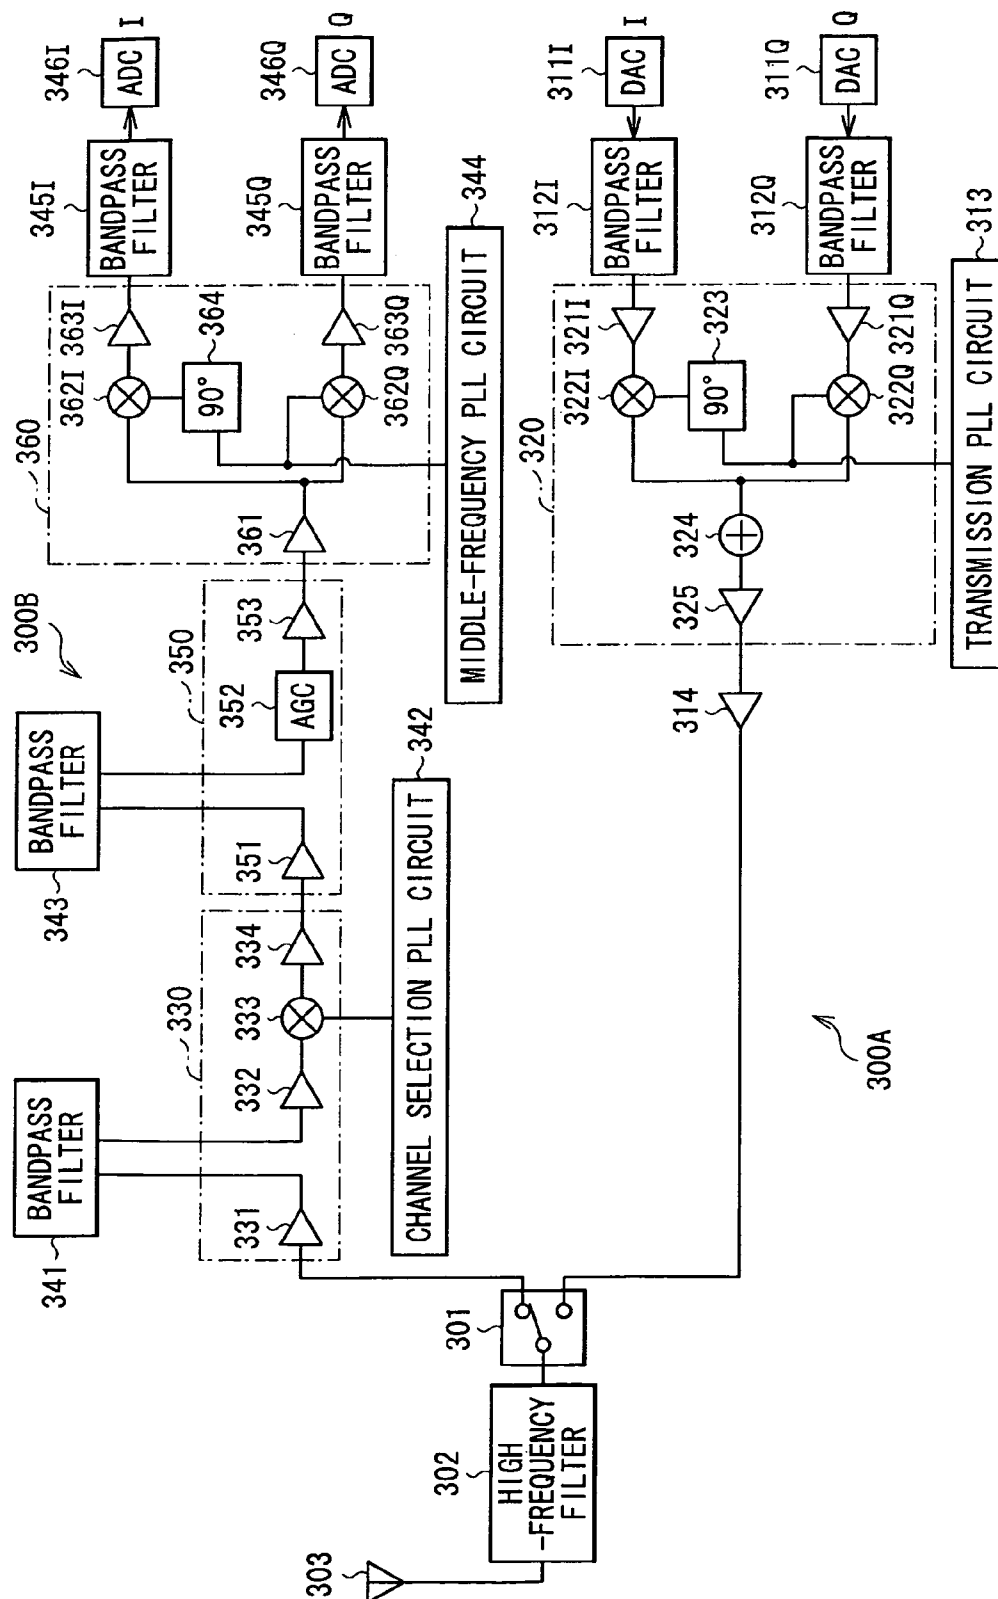 303
302
HIGH
-FREQUENCY
FILTER
301
341
BANDPASS
FILTER
330
331
332
333
334
CHANNEL SELECTION PLL CIRCUIT
342
343
BANDPASS
FILTER
300B
350
351
352
AGC
353
360
361
362I
363I
90°
364
362Q
363Q
MIDDLE-FREQUENCY PLL CIRCUIT
344
345I
BANDPASS
FILTER
346I
ADC
I
345Q
BANDPASS
FILTER
346Q
ADC
Q
300A
314
320
325
324
322I
321I
90°
323
322Q
321Q
TRANSMISSION PLL CIRCUIT
313
312I
BANDPASS
FILTER
311I
DAC
I
312Q
BANDPASS
FILTER
311Q
DAC
Q